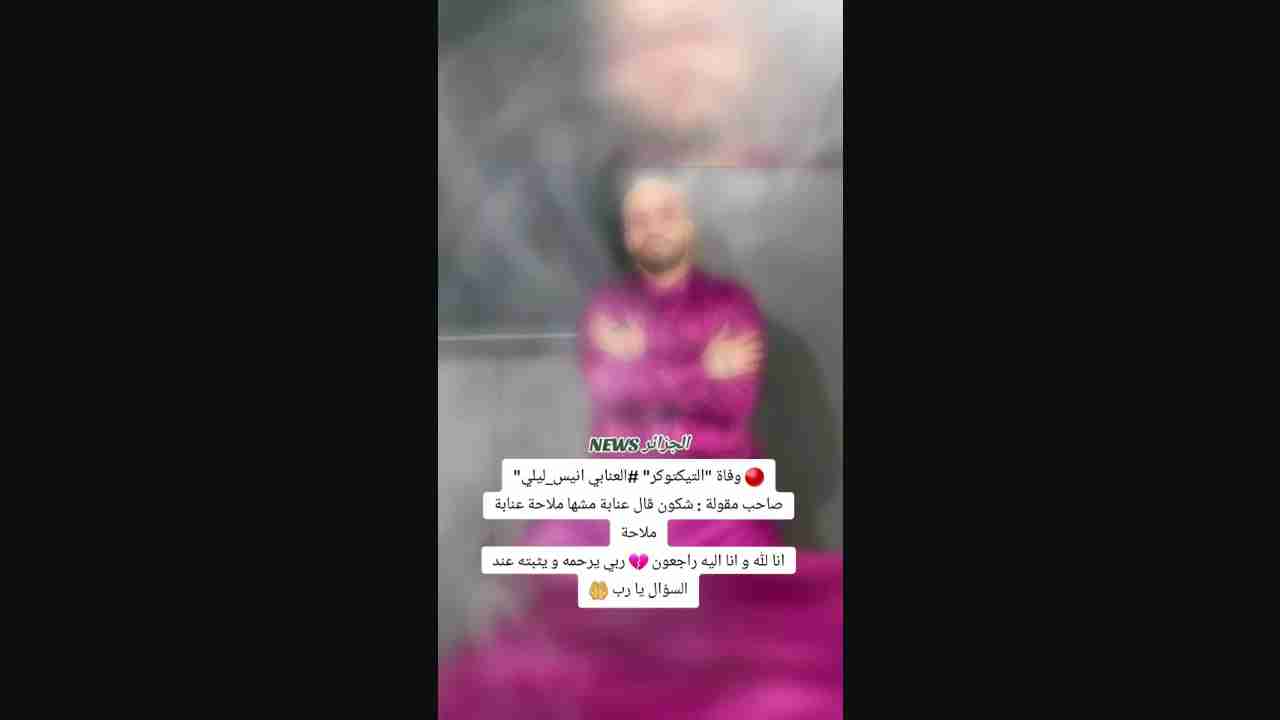 الجزائر NEWS
🔴 وفاة "التيكتوكر" #العنابي انيس_ليلي"
صاحب مقولة : شكون قال عنابة مشها ملاحة عنابة
ملاحة
انا لله و انا اليه راجعون 💔 ربي يرحمه و يثبته عند
السؤال يا رب 🤲